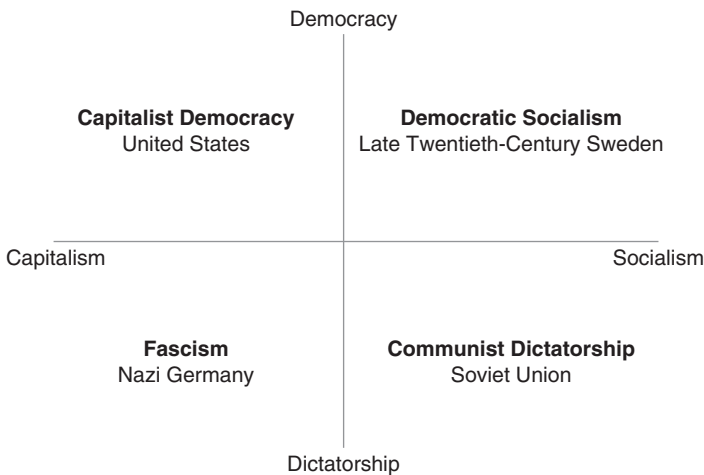 Democracy
Capitalist Democracy
United States
Democratic Socialism
Late Twentieth-Century Sweden
Capitalism
Socialism
Fascism
Nazi Germany
Communist Dictatorship
Soviet Union
Dictatorship